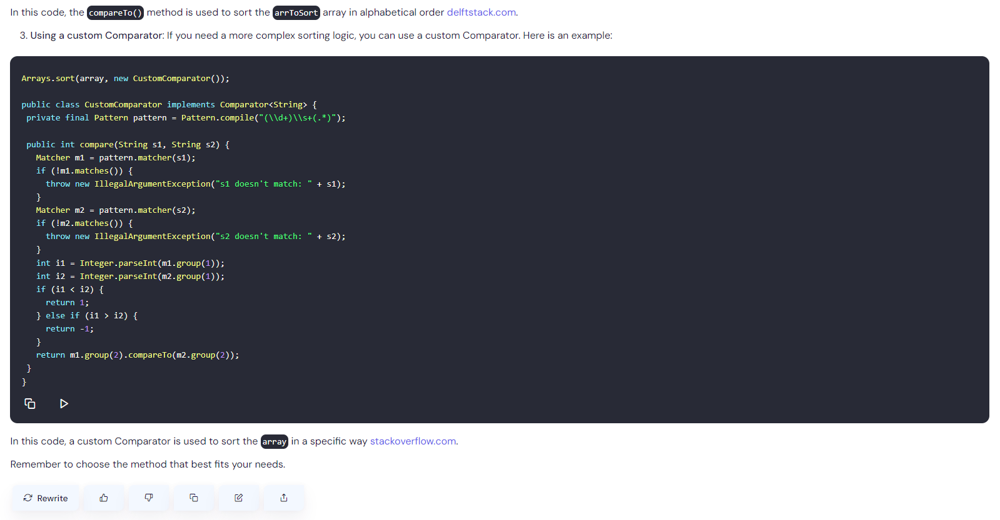 In this code, the compareTo() method is used to sort the arrToSort array in alphabetical order delftstack.com.
3. Using a custom Comparator: If you need a more complex sorting logic, you can use a custom Comparator. Here is an example:
Arrays.sort(array, new CustomComparator());
public class CustomComparator implements Comparator<String> {
private final Pattern pattern = Pattern.compile("(\\d+)\\s+(.*)");
public int compare(String s1, String s2) {
Matcher m1 = pattern.matcher(s1);
if (!m1.matches()) {
throw new IllegalArgumentException("s1 doesn't match: " + s1);
}
Matcher m2 = pattern.matcher(s2);
if (!m2.matches()) {
throw new IllegalArgumentException("s2 doesn't match: " + s2);
}
int i1 = Integer.parseInt(m1.group(1));
int i2 = Integer.parseInt(m2.group(1));
if (i1 < i2) {
return 1;
} else if (i1 > i2) {
return -1;
}
return m1.group(2).compareTo(m2.group(2));
}
}
In this code, a custom Comparator is used to sort the array in a specific way stackoverflow.com.
Remember to choose the method that best fits your needs.
Rewrite